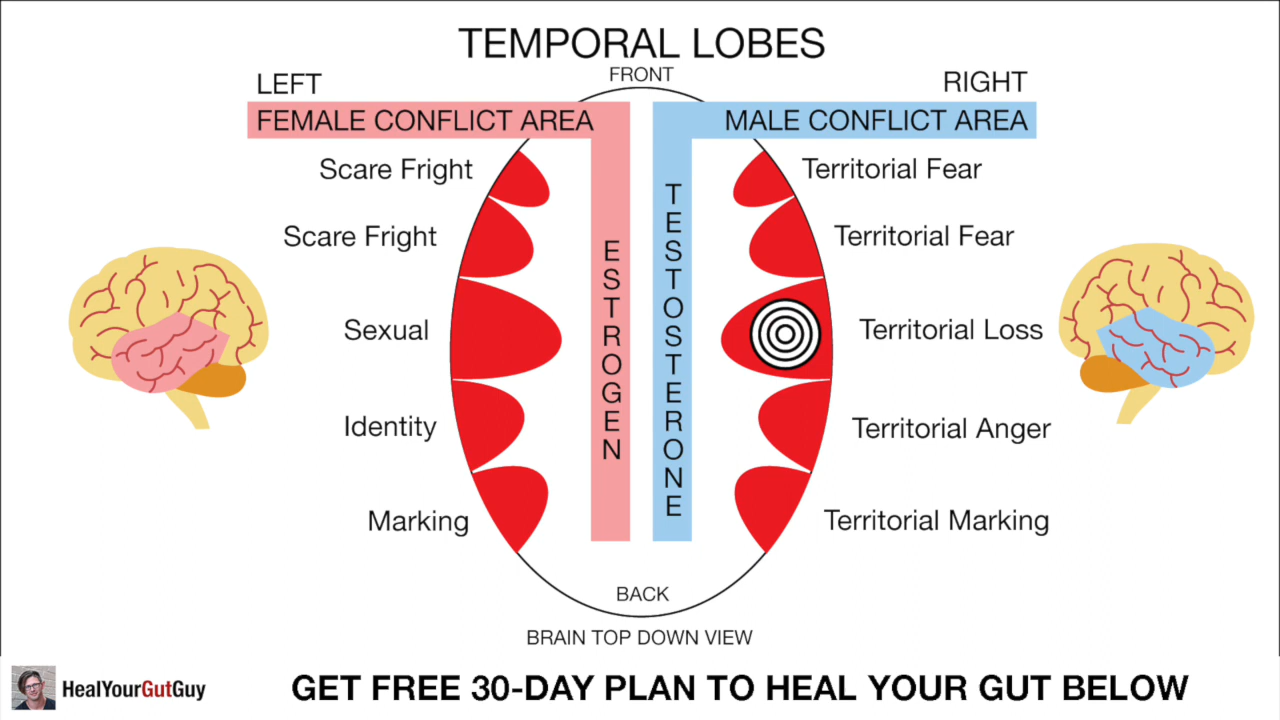 TEMPORAL LOBES
FRONT
LEFT
RIGHT
FEMALE CONFLICT AREA
MALE CONFLICT AREA
Scare Fright
Territorial Fear
Scare Fright
Territorial Fear
ESTROGEN
TESTOSTERONE
Sexual
Territorial Loss
Identity
Territorial Anger
Marking
Territorial Marking
BACK
BRAIN TOP DOWN VIEW
HealYourGutGuy
GET FREE 30-DAY PLAN TO HEAL YOUR GUT BELOW